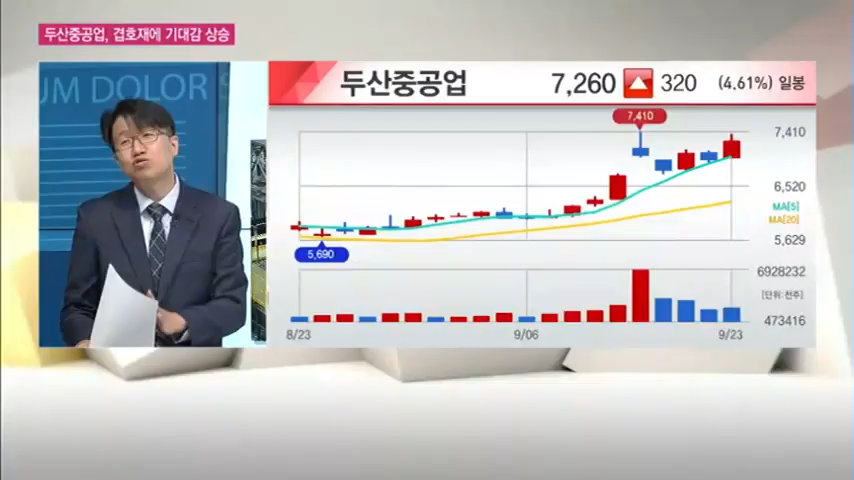 두산중공업, 겹호재에 기대감 상승
UM DOLOR S
두산중공업 7,260 320 (4.61%) 일봉
7,410
7,410
6,520
MA[5]
MA[20]
5,690
5,629
6928232
[단위:천주]
473416
8/23 9/06 9/23